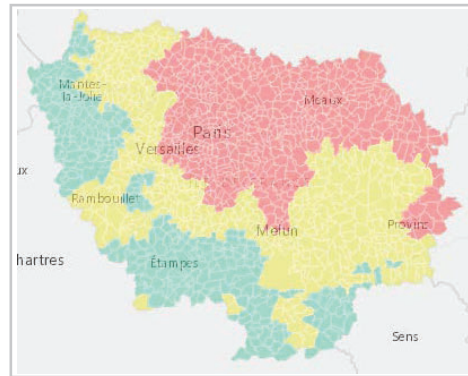 Mantes-
la-Jolie
Meaux
Paris
Versailles
ux
Rambouillet
Melun
Provins
hartres
Étampes
Sens